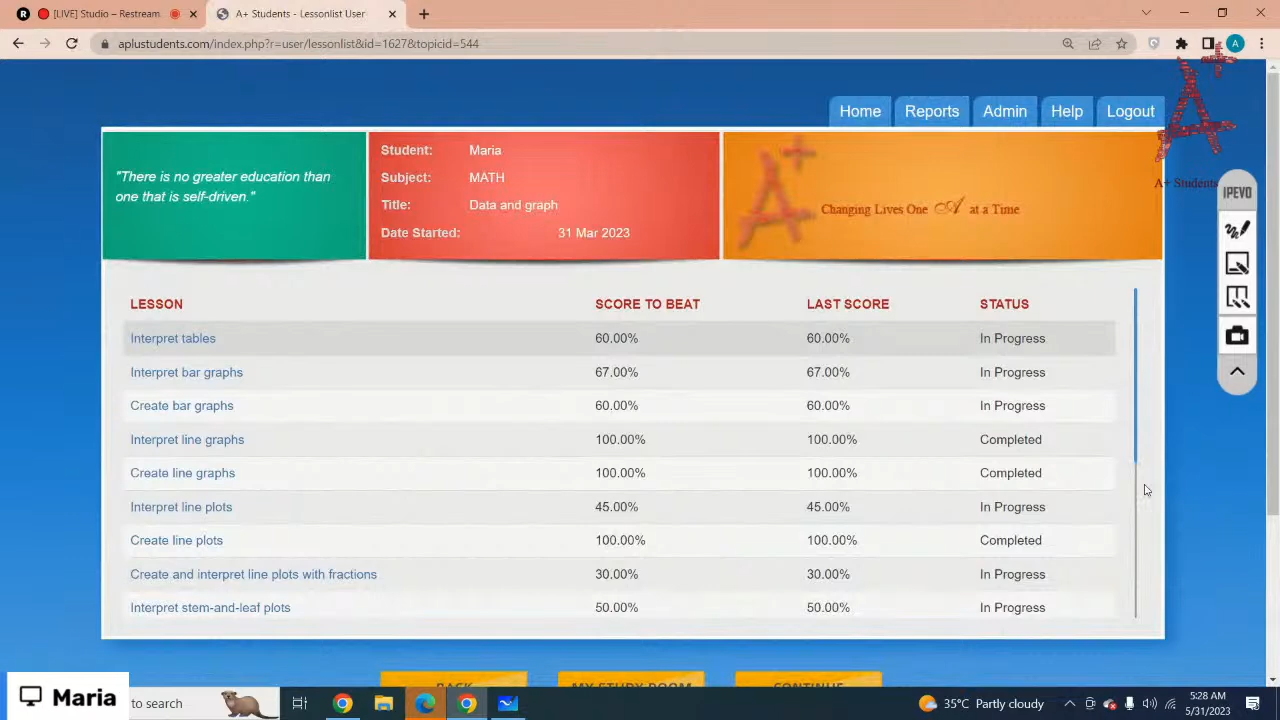 [LIVE] Studio – Restream
A+ Students - Lessonlist User
aplustudents.com/index.php?r=user/lessonlist&id=1627&topicid=544
Home Reports Admin Help Logout
"There is no greater education than
one that is self-driven."
Student: Maria
Subject: MATH
Title: Data and graph
Date Started: 31 Mar 2023
A+
Changing Lives One A at a Time
A+
A+ Students
IPEVO
LESSON SCORE TO BEAT LAST SCORE STATUS
Interpret tables 60.00% 60.00% In Progress
Interpret bar graphs 67.00% 67.00% In Progress
Create bar graphs 60.00% 60.00% In Progress
Interpret line graphs 100.00% 100.00% Completed
Create line graphs 100.00% 100.00% Completed
Interpret line plots 45.00% 45.00% In Progress
Create line plots 100.00% 100.00% Completed
Create and interpret line plots with fractions 30.00% 30.00% In Progress
Interpret stem-and-leaf plots 50.00% 50.00% In Progress
BACK MY STUDY ROOM CONTINUE
Maria
to search
35°C Partly cloudy
5:28 AM
5/31/2023